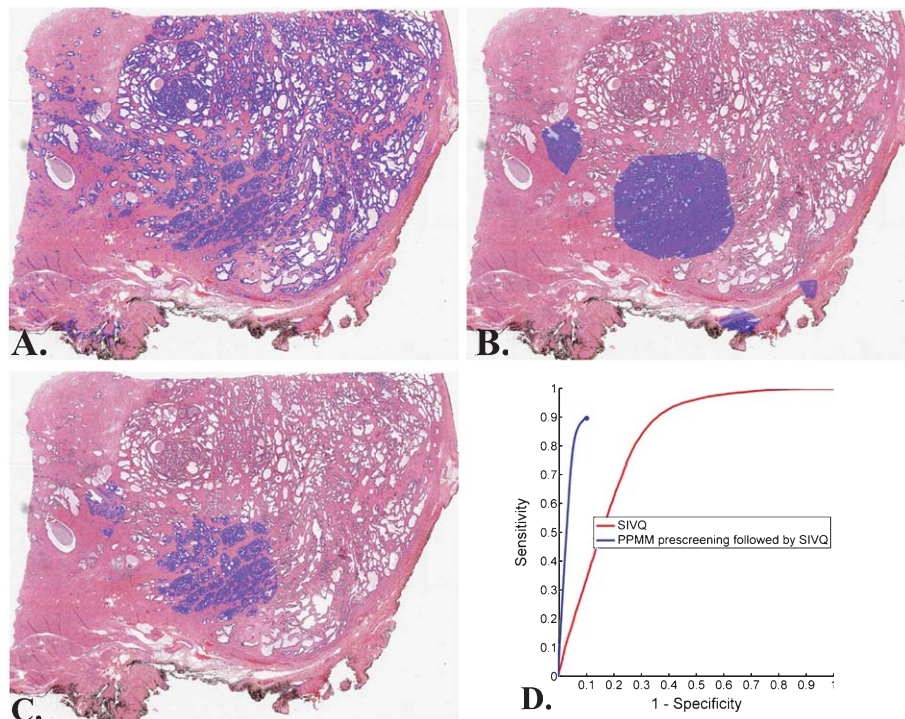 A.
B.
C.
D.
1
0.9
0.8
0.7
0.6
0.5
0.4
0.3
0.2
0.1
0
Sensitivity
SIVQ
PPMM prescreening followed by SIVQ
0.1 0.2 0.3 0.4 0.5 0.6 0.7 0.8 0.9 1
1 - Specificity